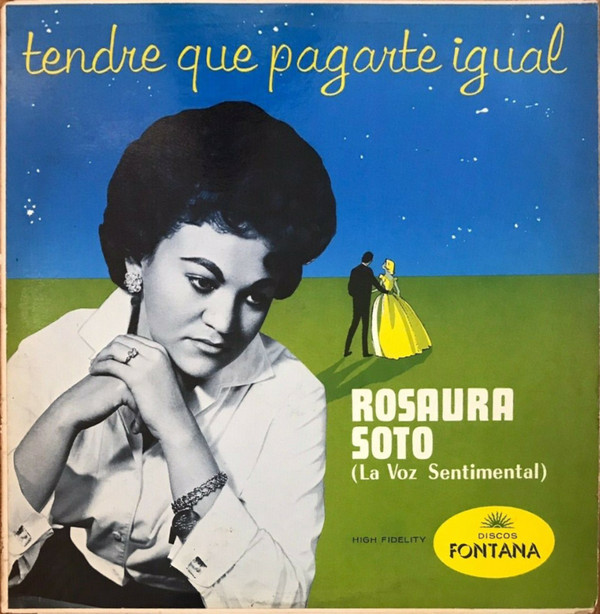 tendre que pagarte igual
ROSAURA
SOTO
(La Voz Sentimental)
HIGH FIDELITY
DISCOS
FONTANA